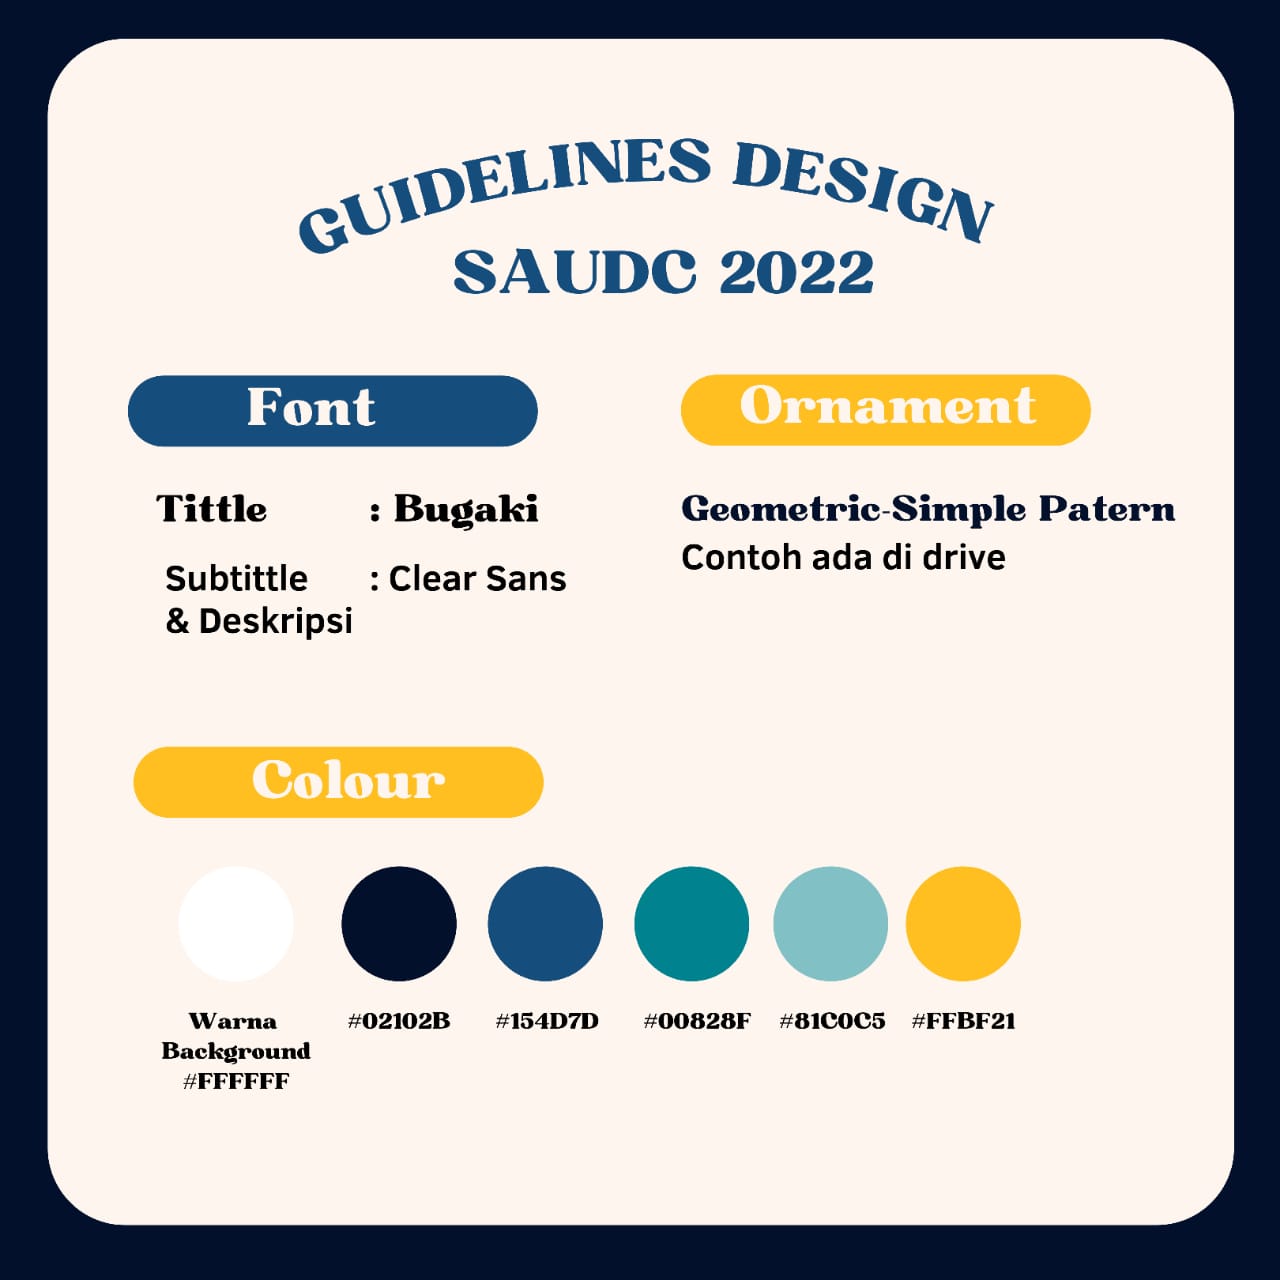 GUIDELINES DESIGN
SAUDC 2022
Font
Tittle : Bugaki
Subtittle : Clear Sans
& Deskripsi
Ornament
Geometric-Simple Patern
Contoh ada di drive
Colour
Warna
Background
#FFFFFF
#02102B
#154D7D
#00828F
#81C0C5
#FFBF21